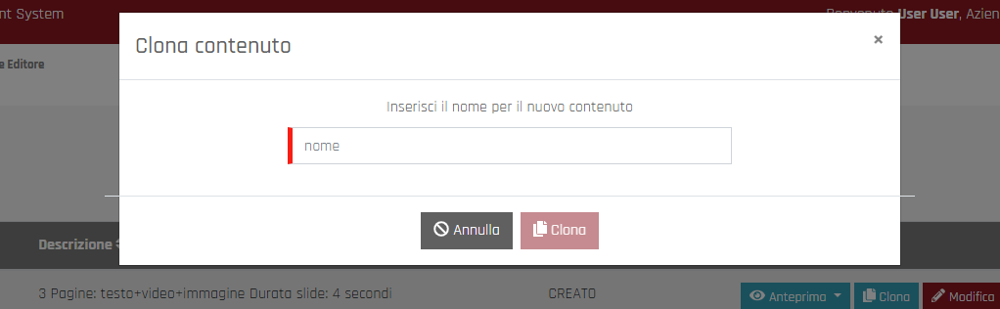 nt System
Benvenuto User User, Azien
Clona contenuto
×
e Editore
Inserisci il nome per il nuovo contenuto
nome
Annulla Clona
Descrizione
3 Pagine: testo+video+immagine Durata slide: 4 secondi CREATO Anteprima Clona Modifica